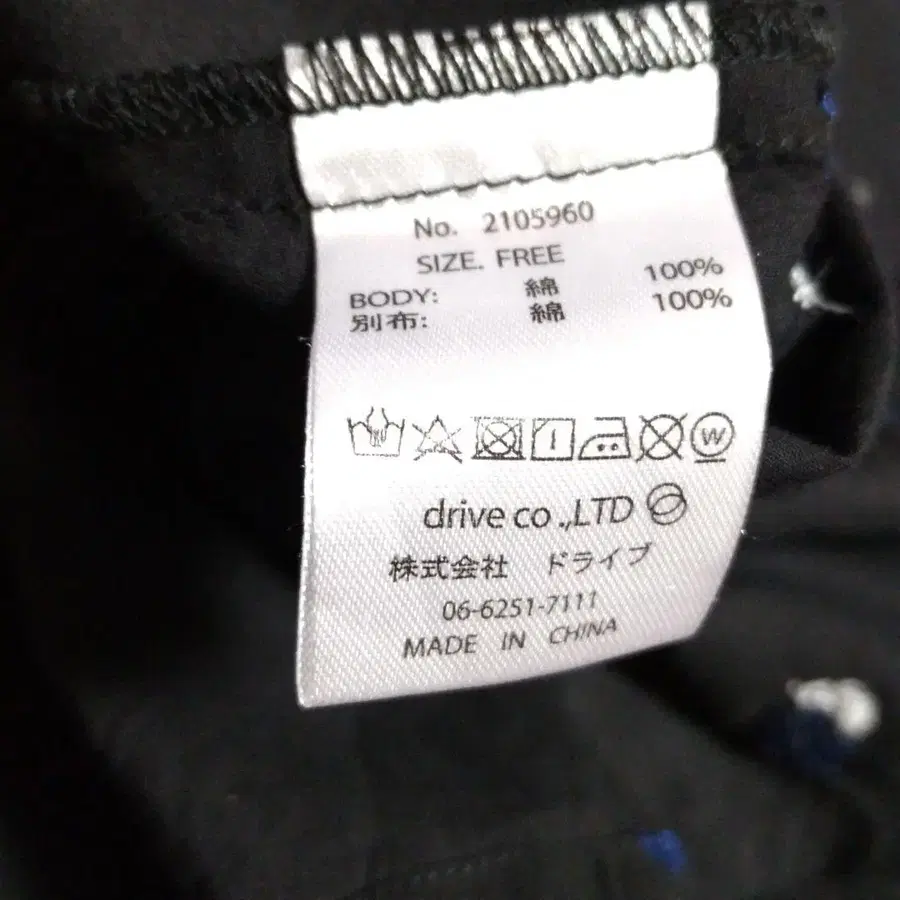 No. 2105960
SIZE. FREE
BODY: 綿 100%
別布: 綿 100%
W
drive co.,LTD
株式会社 ドライブ
06-6251-7111
MADE IN CHINA